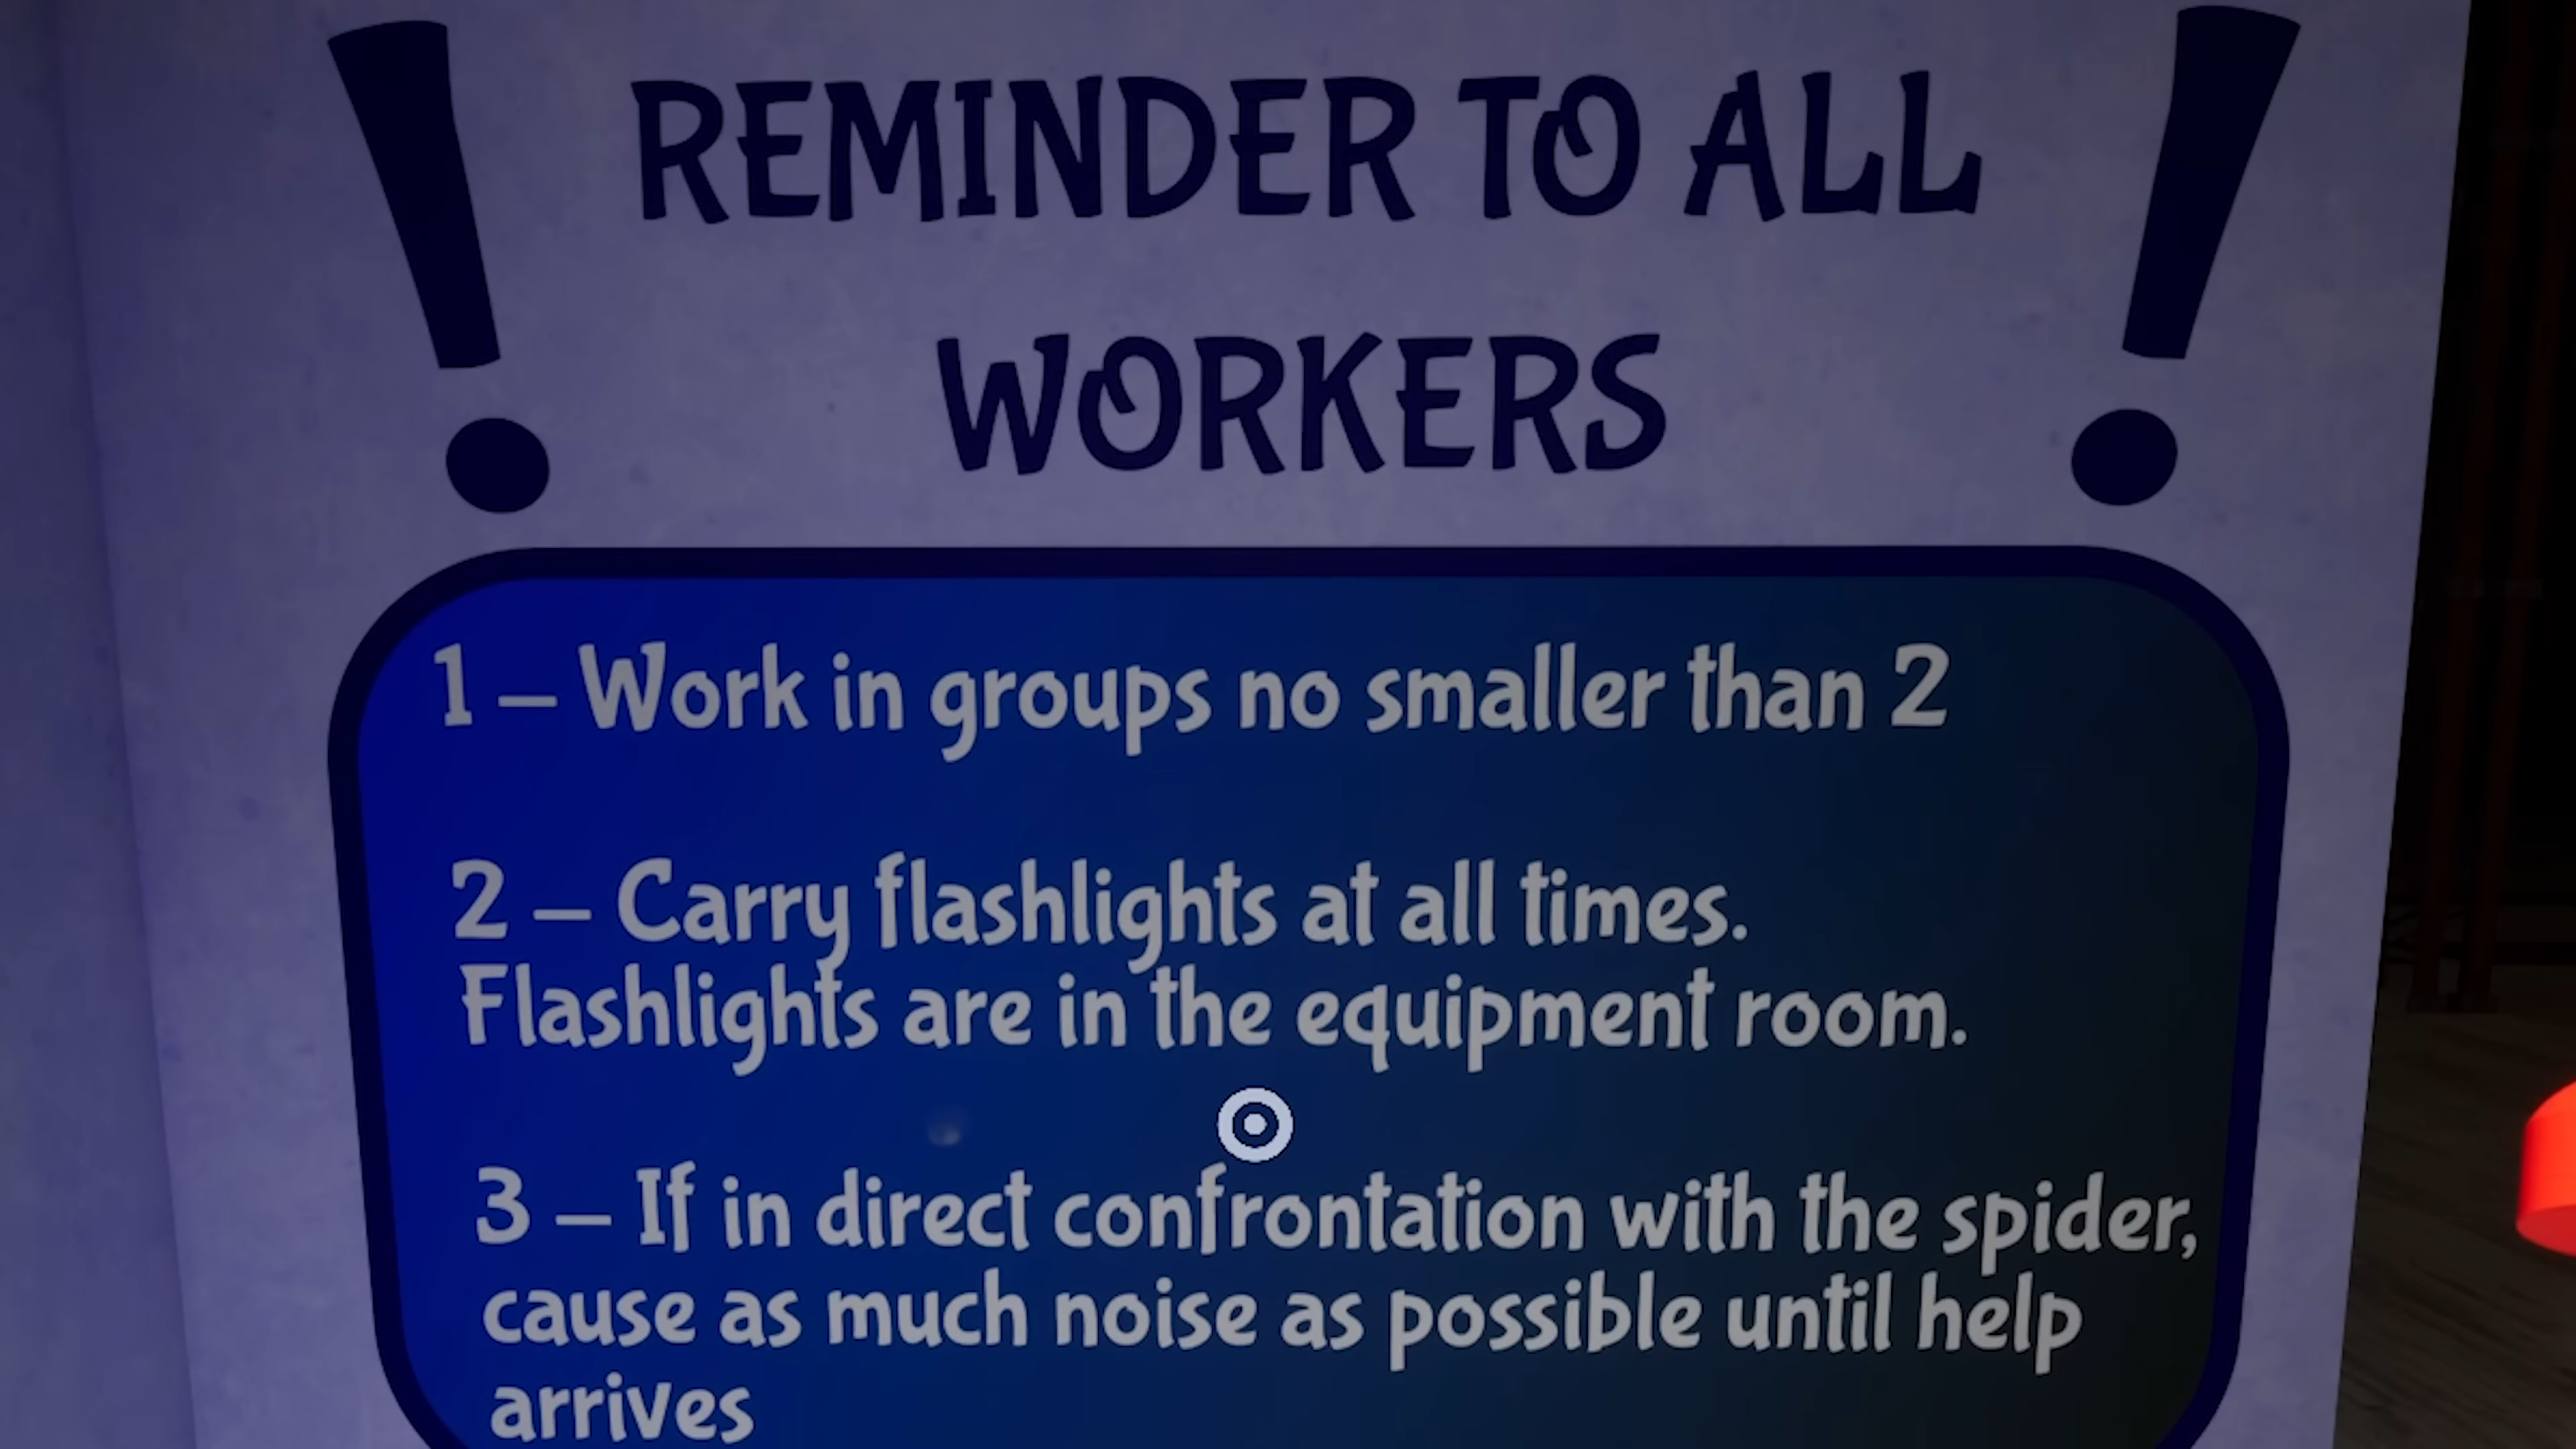 ! REMINDER TO ALL !
WORKERS
1 – Work in groups no smaller than 2
2 – Carry flashlights at all times.
Flashlights are in the equipment room.
3 – If in direct confrontation with the spider,
cause as much noise as possible until help
arrives